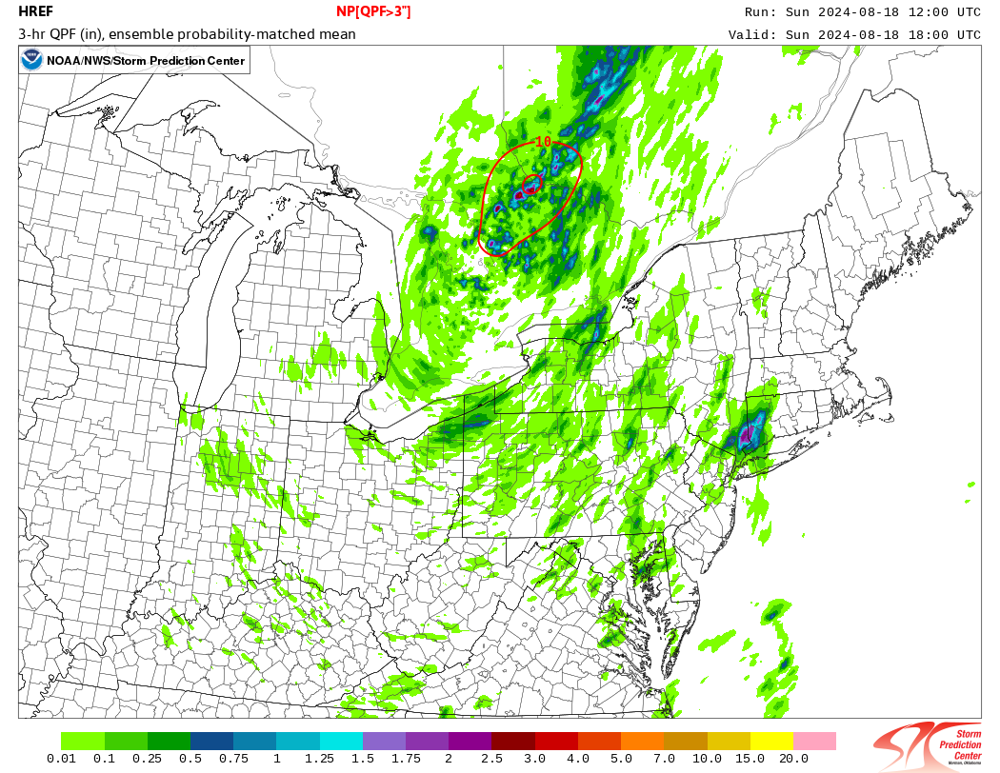 HREF
NP[QPF>3"]
Run: Sun 2024-08-18 12:00 UTC
3-hr QPF (in), ensemble probability-matched mean
Valid: Sun 2024-08-18 18:00 UTC
NOAA/NWS/Storm Prediction Center
10
0.01 0.1 0.25 0.5 0.75 1 1.25 1.5 1.75 2 2.5 3.0 4.0 5.0 7.0 10.0 15.0 20.0
Storm
Prediction
Center
Norman, Oklahoma